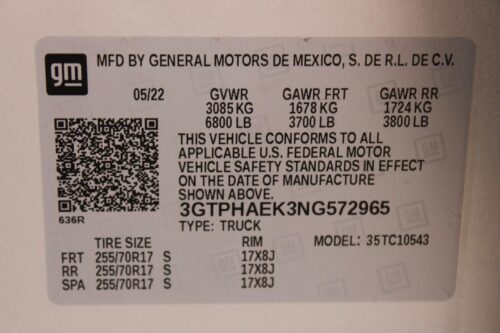 gm MFD BY GENERAL MOTORS DE MEXICO, S. DE R.L. DE C.V.
05/22 GVWR GAWR FRT GAWR RR
3085 KG 1678 KG 1724 KG
6800 LB 3700 LB 3800 LB
THIS VEHICLE CONFORMS TO ALL
APPLICABLE U.S. FEDERAL MOTOR
VEHICLE SAFETY STANDARDS IN EFFECT
ON THE DATE OF MANUFACTURE
SHOWN ABOVE.
636R 3GTPHAEK3NG572965
TYPE: TRUCK
TIRE SIZE RIM MODEL: 35TC10543
FRT 255/70R17 S 17X8J
RR 255/70R17 S 17X8J
SPA 255/70R17 S 17X8J